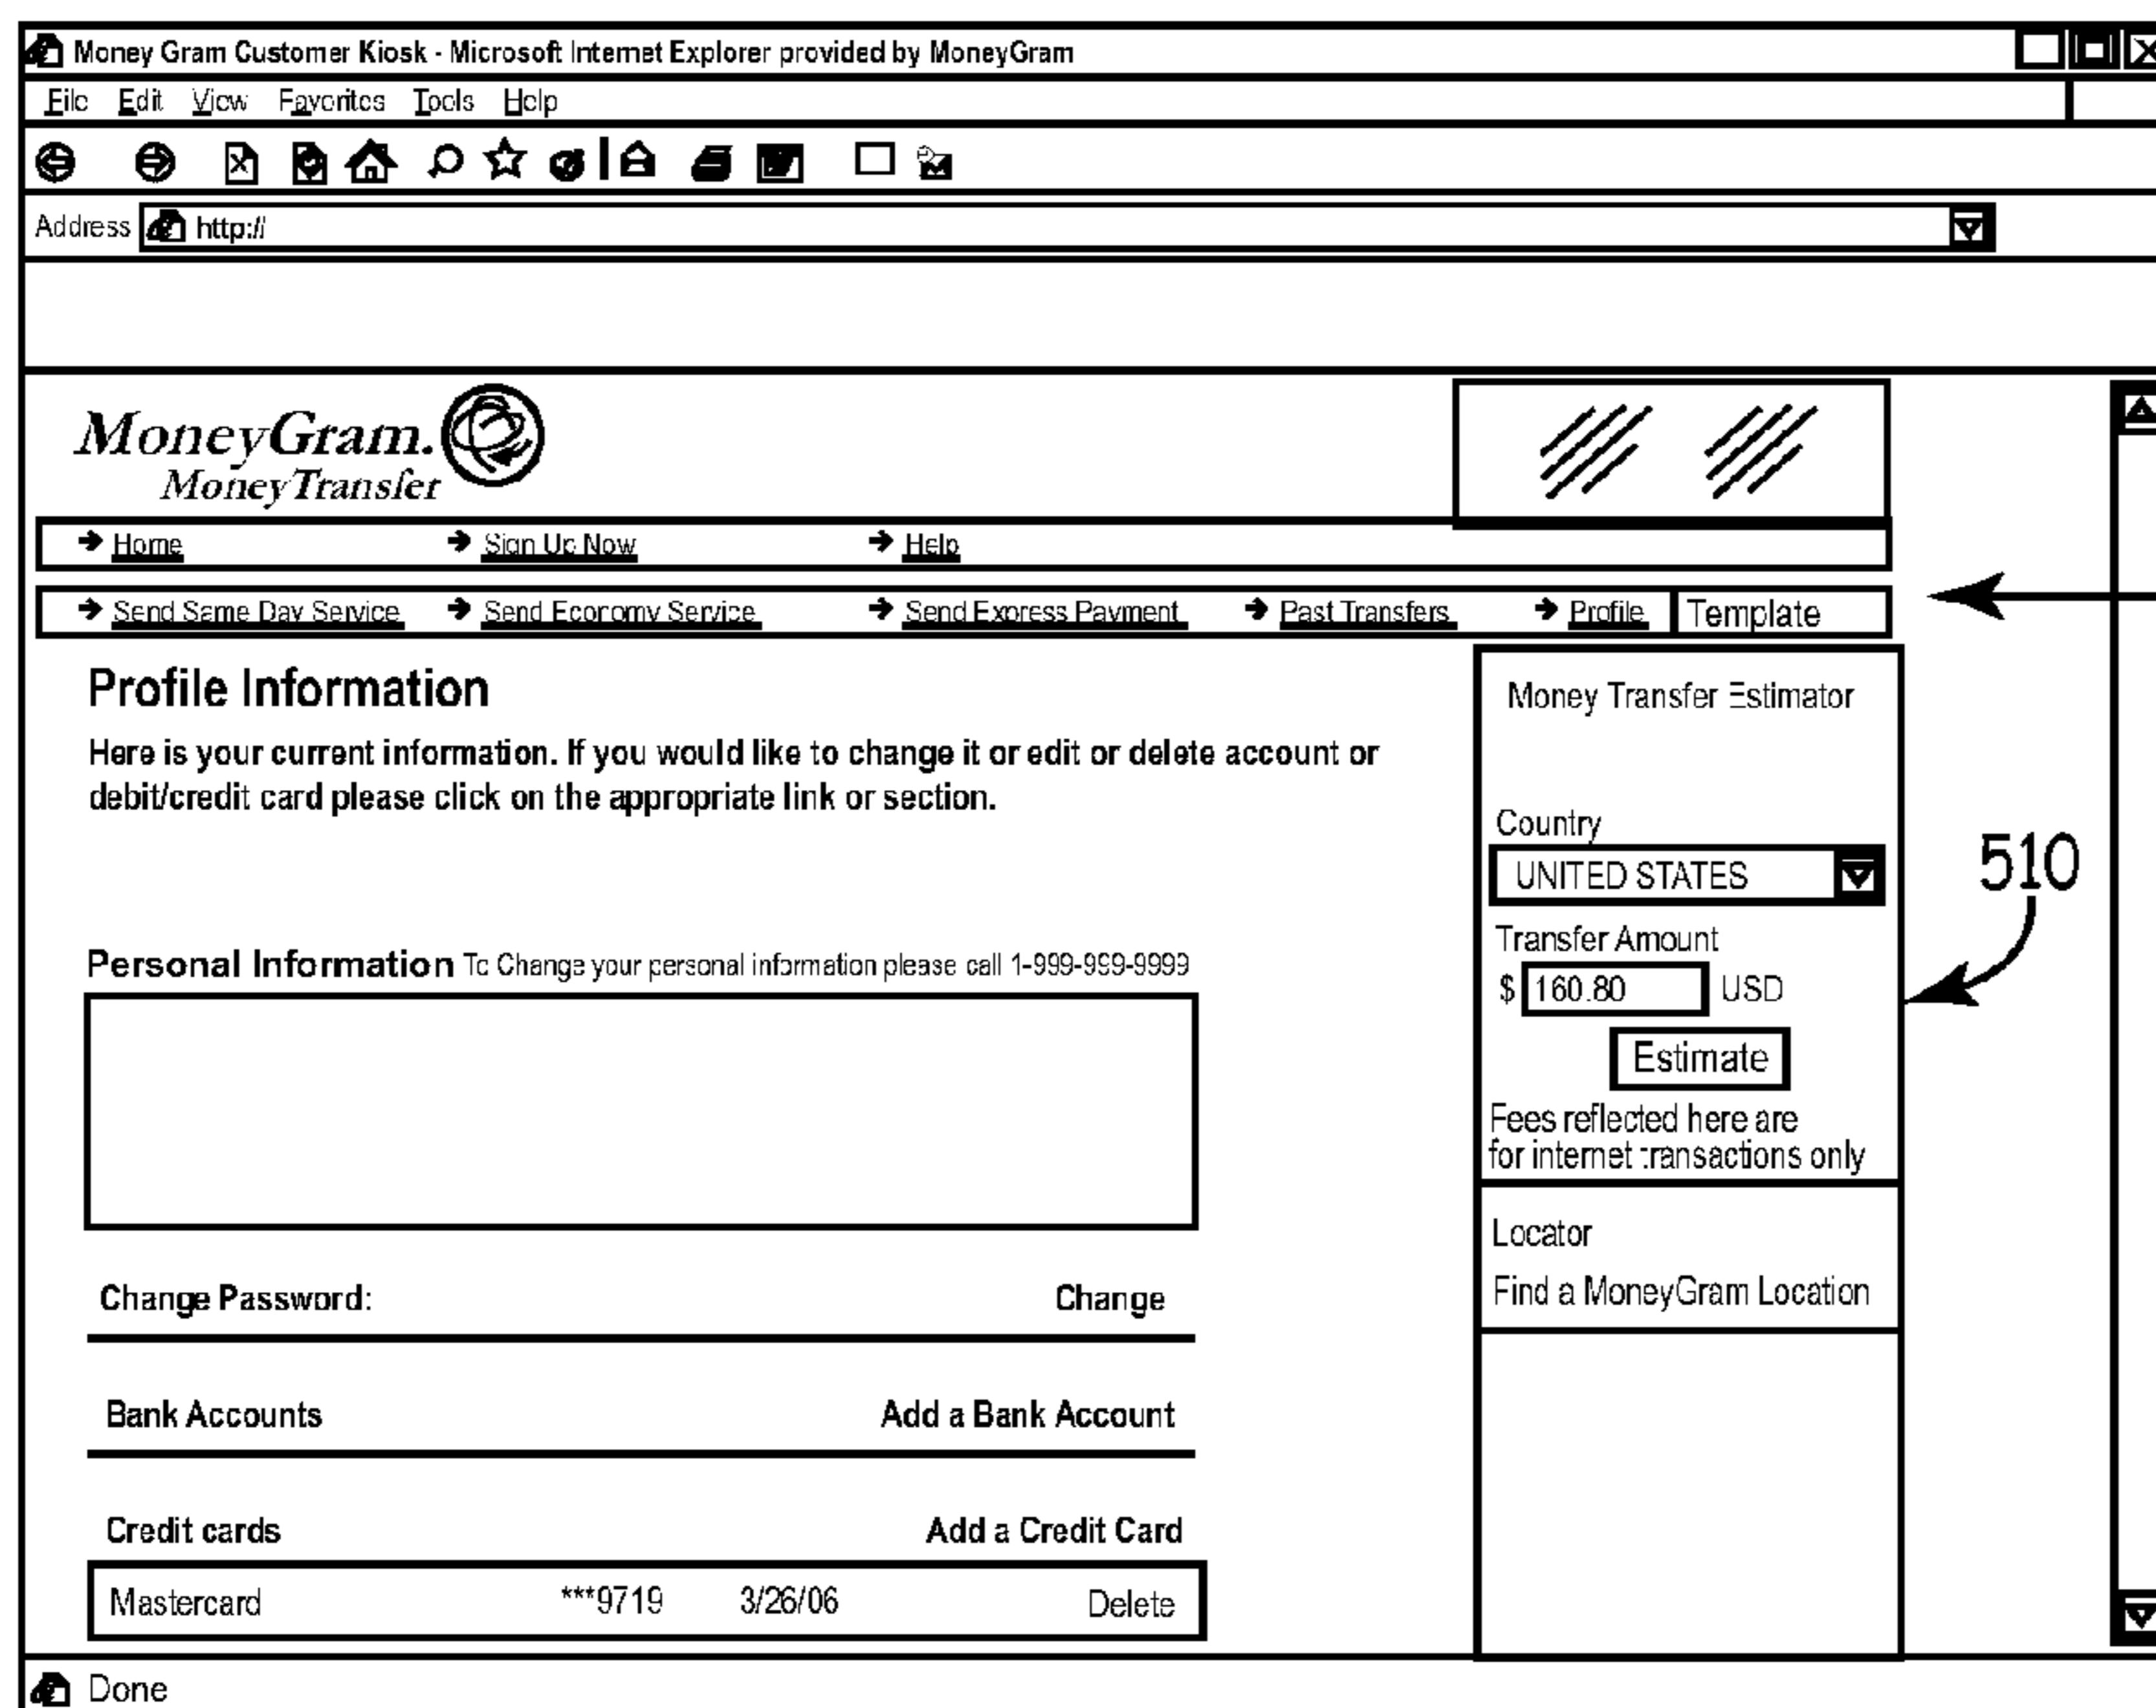 Money Gram Customer Kiosk - Microsoft Internet Explorer provided by MoneyGram
File Edit View Favorites Tools Help
Address http://
MoneyGram.
MoneyTransfer
Home Sign Up Now Help
Send Same Day Service Send Economy Service Send Express Payment Past Transfers Profile Template
Profile Information
Here is your current information. If you would like to change it or edit or delete account or
debit/credit card please click on the appropriate link or section.
Personal Information To Change your personal information please call 1-999-999-9999
Change Password: Change
Bank Accounts Add a Bank Account
Credit cards Add a Credit Card
Mastercard ***9719 3/26/06 Delete
Money Transfer Estimator
Country
UNITED STATES
Transfer Amount
$ 160.80 USD
Estimate
Fees reflected here are
for internet transactions only
Locator
Find a MoneyGram Location
510
Done